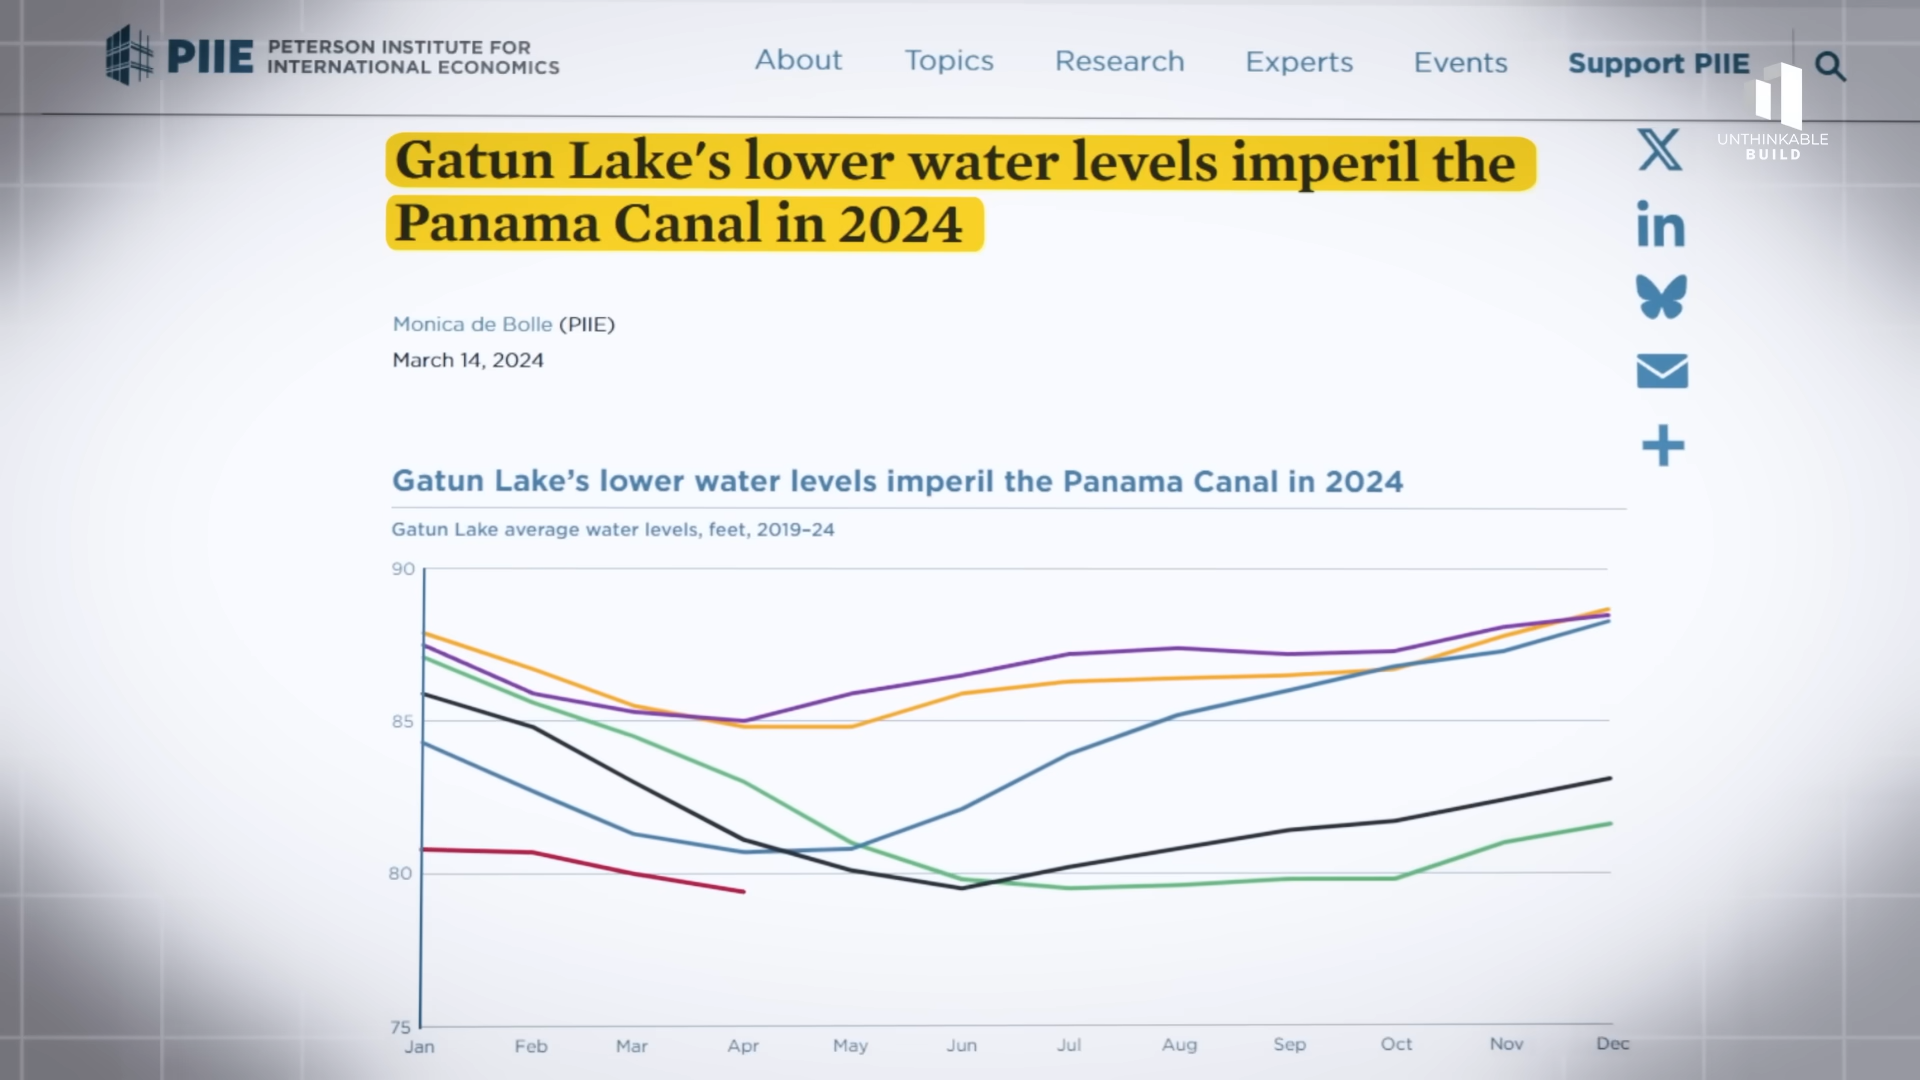 PIIE
PETERSON INSTITUTE FOR
INTERNATIONAL ECONOMICS
About
Topics
Research
Experts
Events
Support PIIE
UNTHINKABLE
BUILD
Gatun Lake's lower water levels imperil the
Panama Canal in 2024
Monica de Bolle (PIIE)
March 14, 2024
Gatun Lake’s lower water levels imperil the Panama Canal in 2024
Gatun Lake average water levels, feet, 2019–24
90
85
80
75
Jan
Feb
Mar
Apr
May
Jun
Jul
Aug
Sep
Oct
Nov
Dec